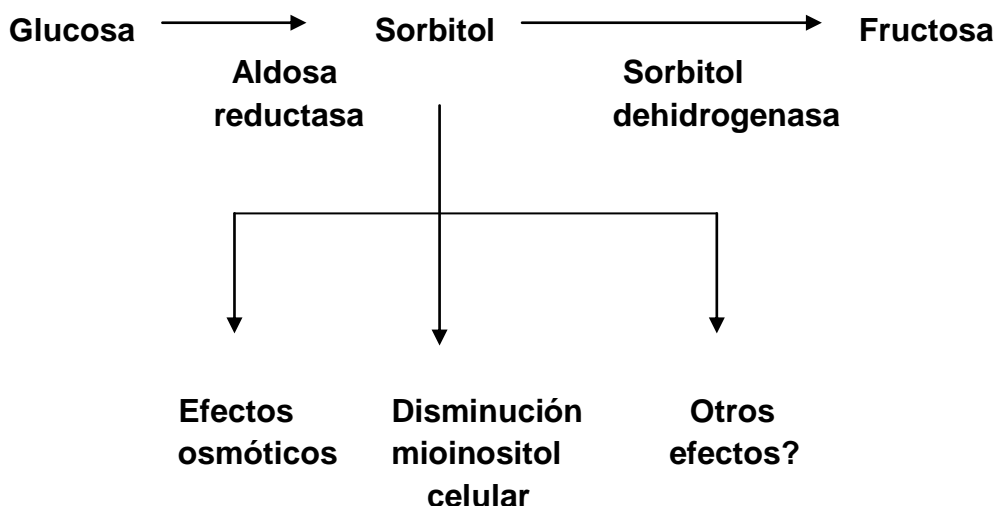 Glucosa Sorbitol Fructosa
Aldosa Sorbitol
reductasa dehidrogenasa
Efectos Disminución Otros
osmóticos mioinositol efectos?
celular